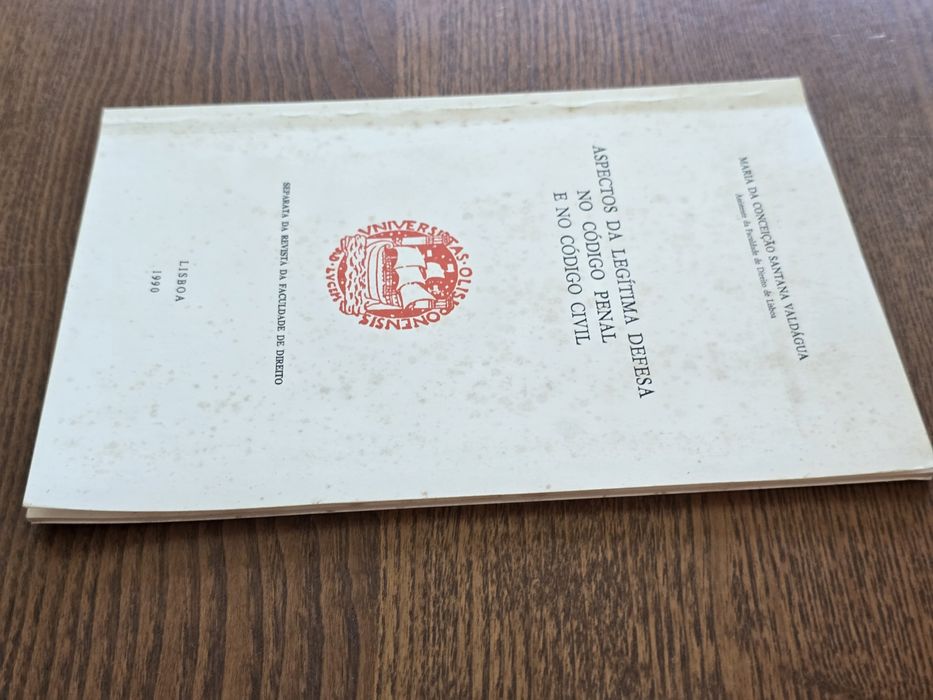 MARIA DA CONCEIÇÃO SANTANA VALDÁGUA
Assistente da Faculdade de Direito de Lisboa
ASPECTOS DA LEGÍTIMA DEFESA
NO CÓDIGO PENAL
E NO CÓDIGO CIVIL
VNIVERSITAS · OLISIPONENSIS
SEPARATA DA REVISTA DA FACULDADE DE DIREITO
LISBOA
1990